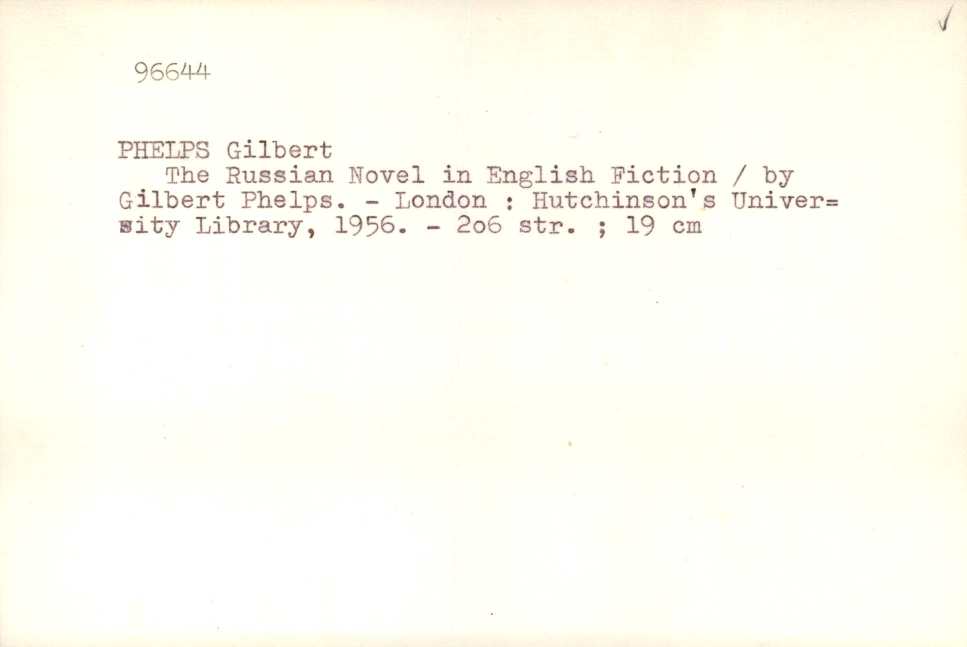 96644
PHELPS Gilbert
The Russian Novel in English Fiction / by
Gilbert Phelps. - London : Hutchinson's Univer=
sity Library, 1956. - 2o6 str. ; 19 cm